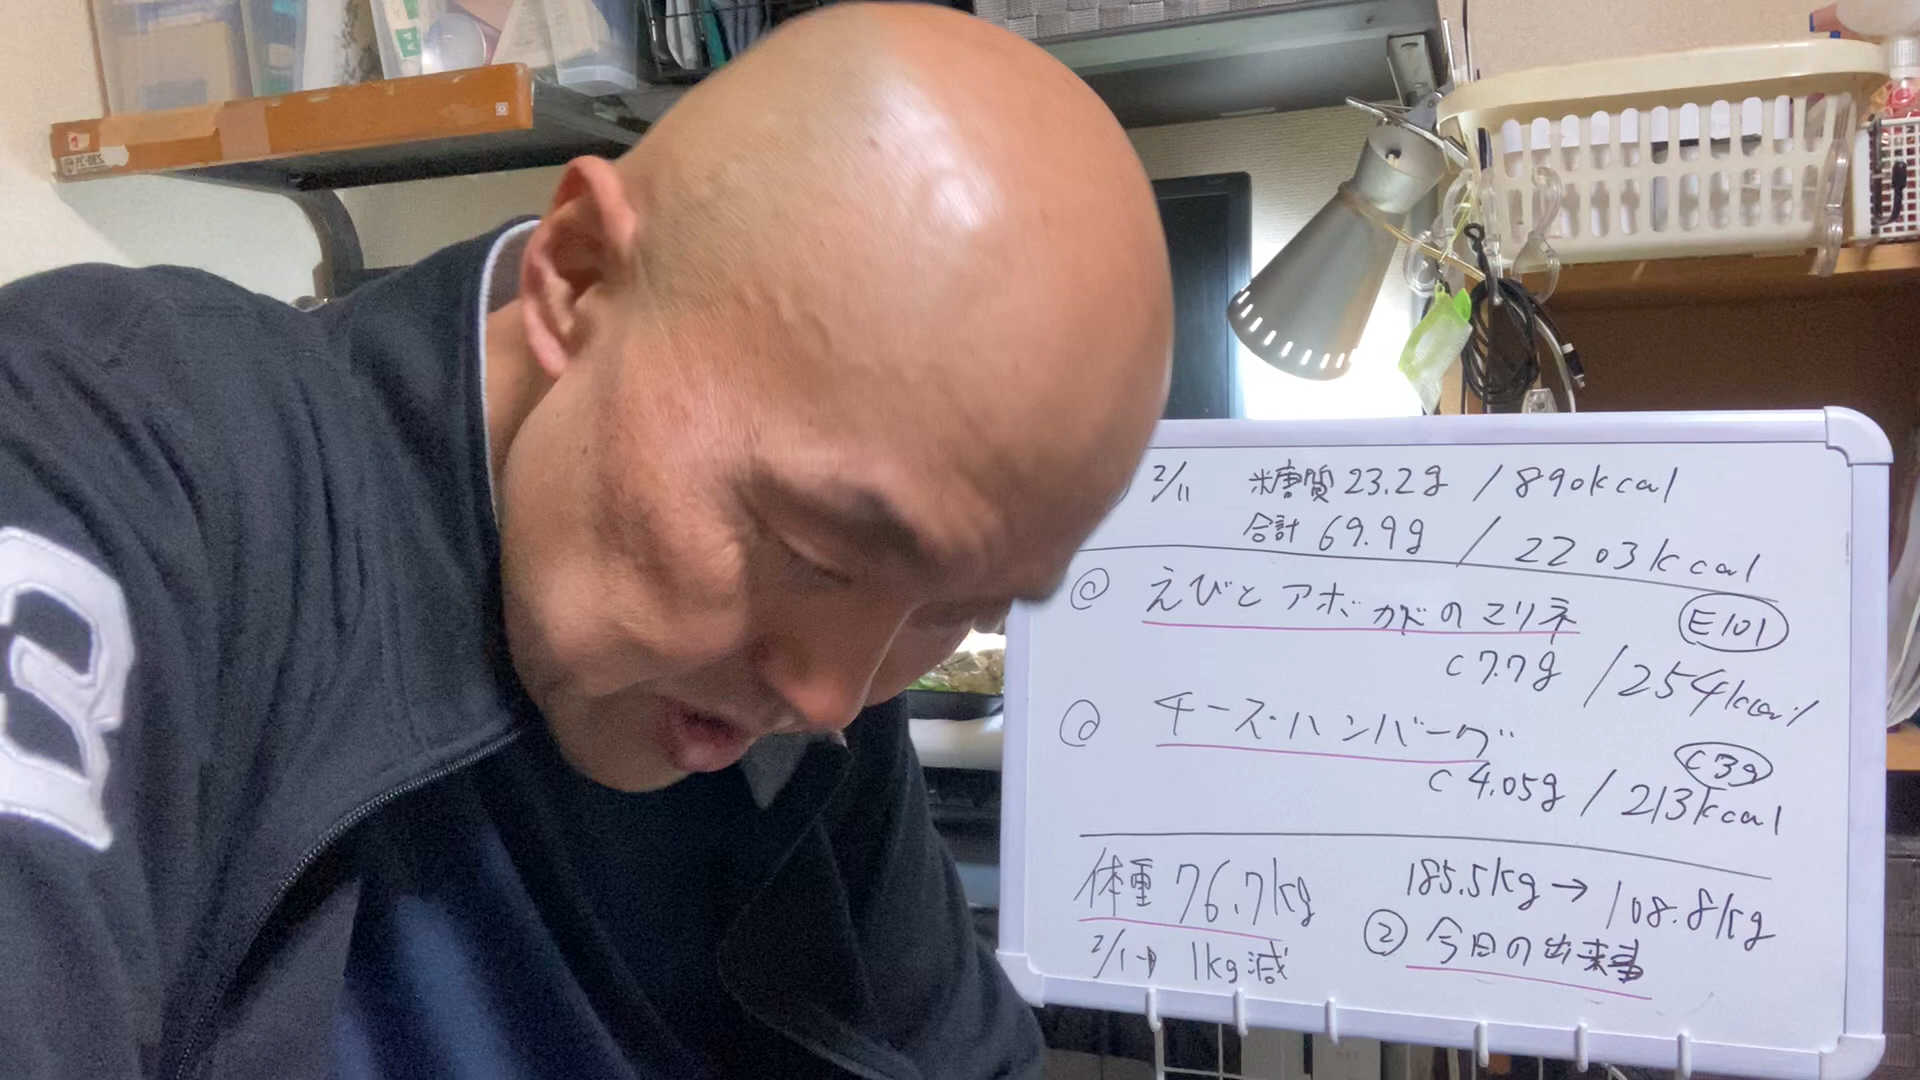 2/11 糖質23.2g / 890kcal
合計 69.9g / 2203kcal
@ えびとアボカドのマリネ
E101
C7.7g / 254kcal
@ チーズ・ハンバーグ
C39
C4.05g / 213kcal
体重 76.7kg
185.5kg→108.8kg
2/1→ 1kg減
② 今日の出来事